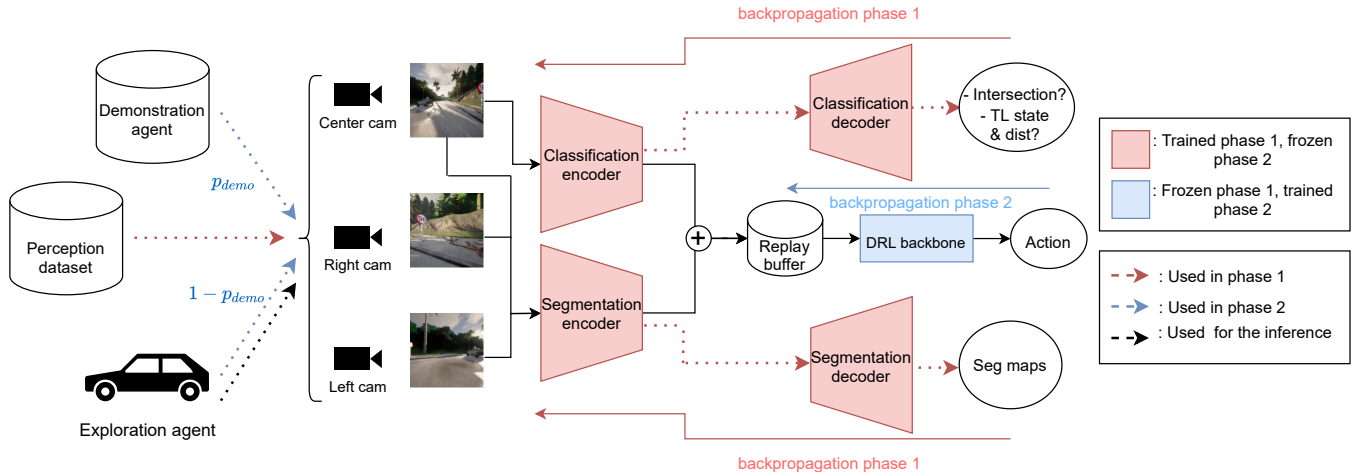 backpropagation phase 1
Demonstration
agent
p_demo
Perception
dataset
1 − p_demo
Exploration agent
Center cam
Right cam
Left cam
Classification
encoder
Segmentation
encoder
+
Classification
decoder
- Intersection?
- TL state
& dist?
backpropagation phase 2
Replay
buffer
DRL backbone
Action
Segmentation
decoder
Seg maps
backpropagation phase 1
: Trained phase 1, frozen
phase 2
: Frozen phase 1, trained
phase 2
: Used in phase 1
: Used in phase 2
: Used for the inference